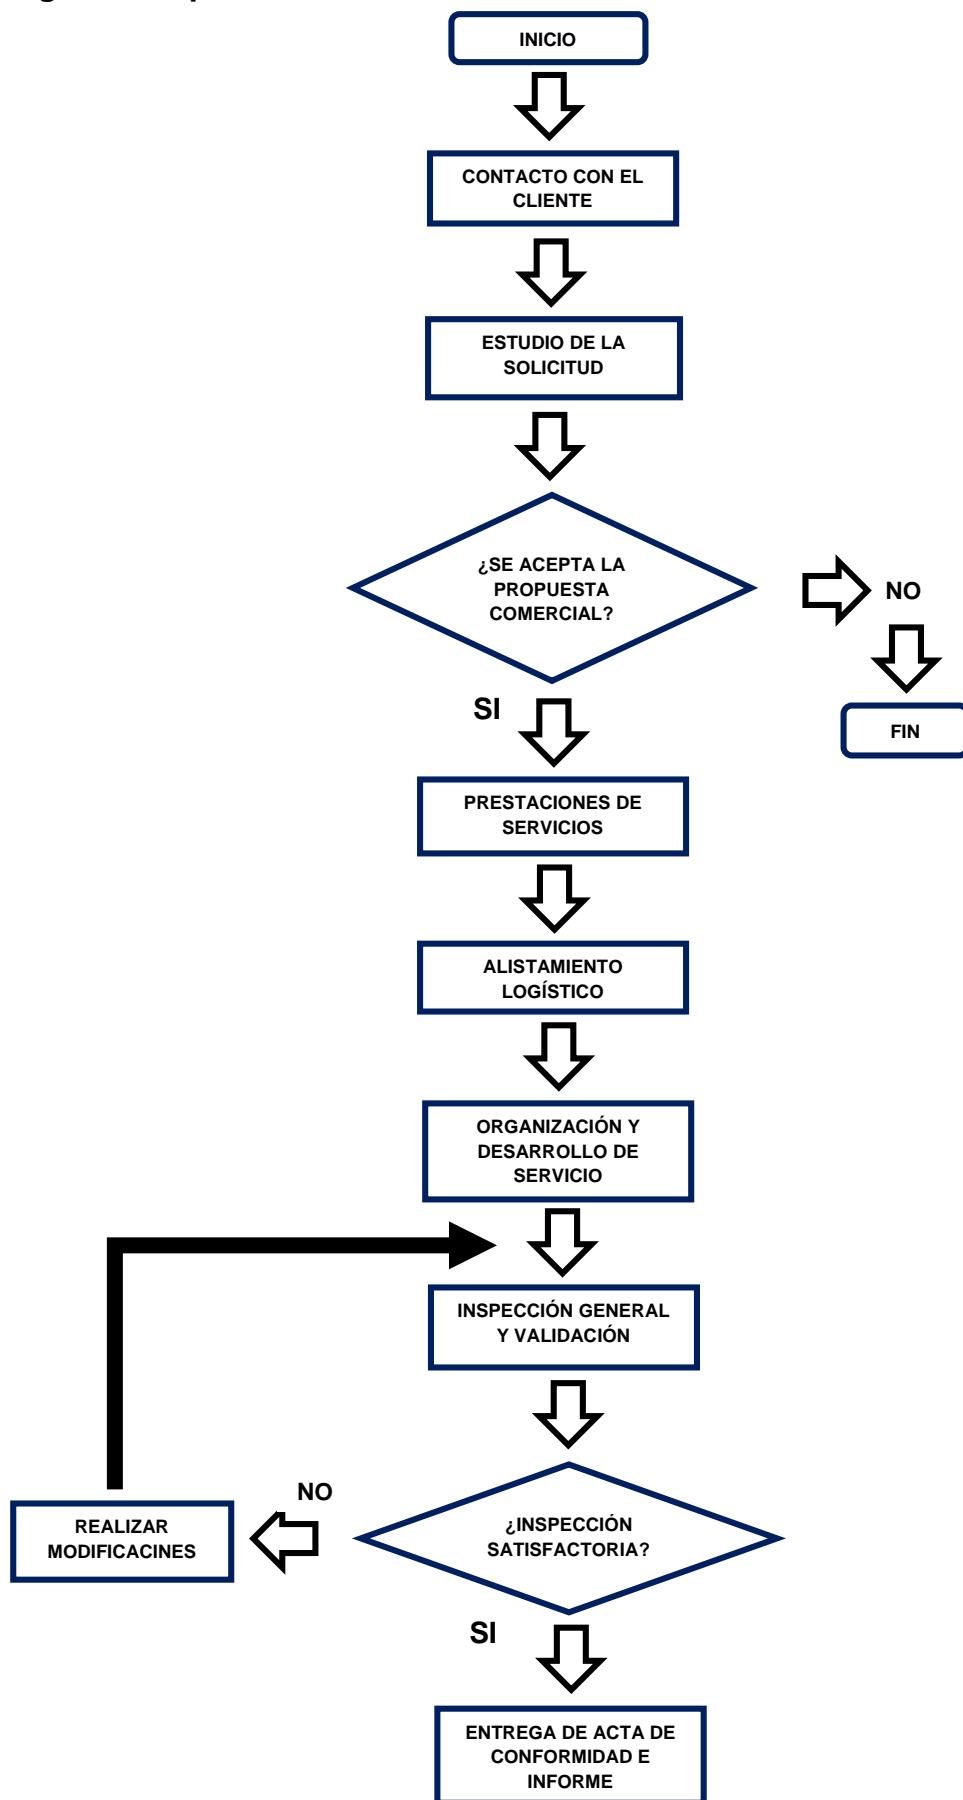 INICIO
CONTACTO CON EL
CLIENTE
ESTUDIO DE LA
SOLICITUD
¿SE ACEPTA LA
PROPUESTA
COMERCIAL?
NO
SI
FIN
PRESTACIONES DE
SERVICIOS
ALISTAMIENTO
LOGÍSTICO
ORGANIZACIÓN Y
DESARROLLO DE
SERVICIO
INSPECCIÓN GENERAL
Y VALIDACIÓN
NO
¿INSPECCIÓN
SATISFACTORIA?
REALIZAR
MODIFICACINES
SI
ENTREGA DE ACTA DE
CONFORMIDAD E
INFORME